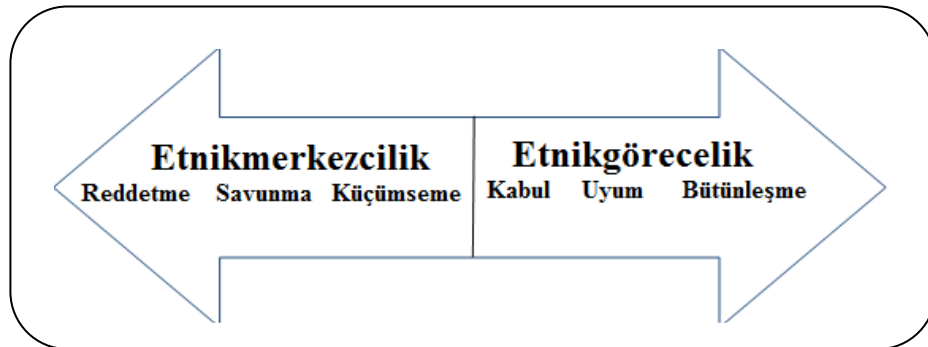 Etnikmerkezcilik
Reddetme Savunma Küçümseme
Etnikgörecelik
Kabul Uyum Bütünleşme